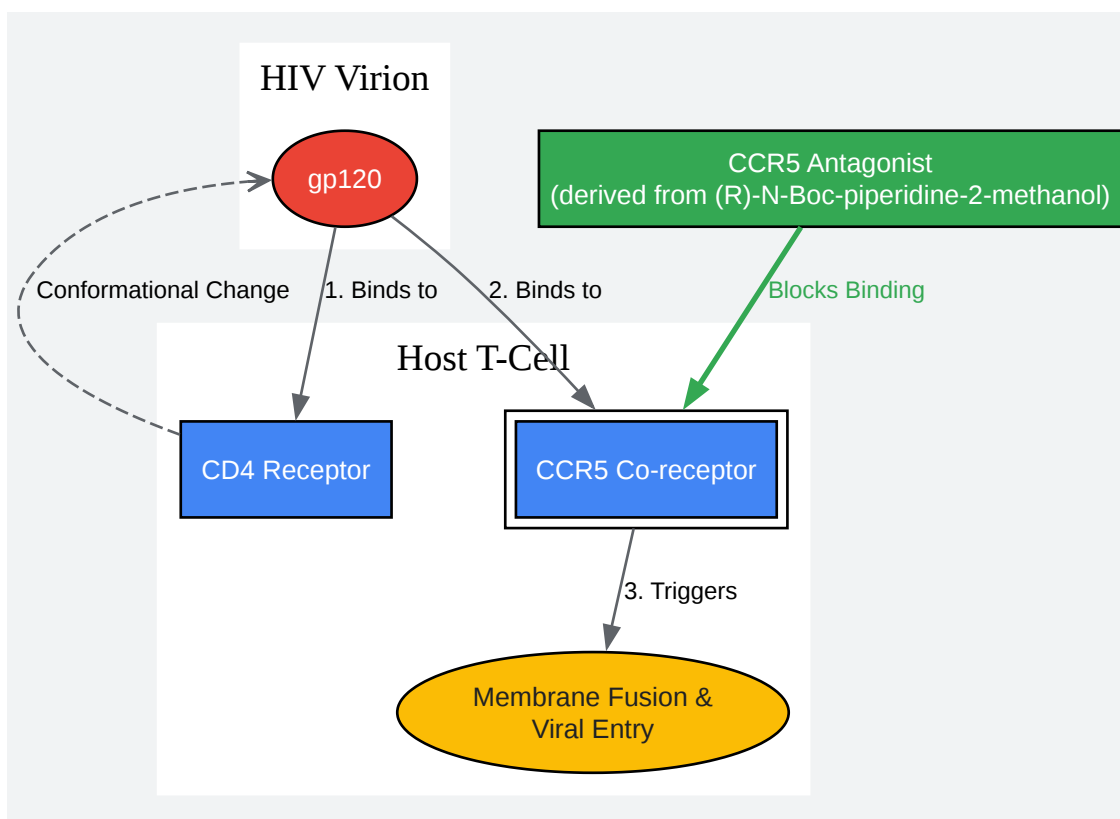 HIV Virion
gp120
CCR5 Antagonist
(derived from (R)-N-Boc-piperidine-2-methanol)
Conformational Change
1. Binds to
2. Binds to
Blocks Binding
Host T-Cell
CD4 Receptor
CCR5 Co-receptor
3. Triggers
Membrane Fusion &
Viral Entry